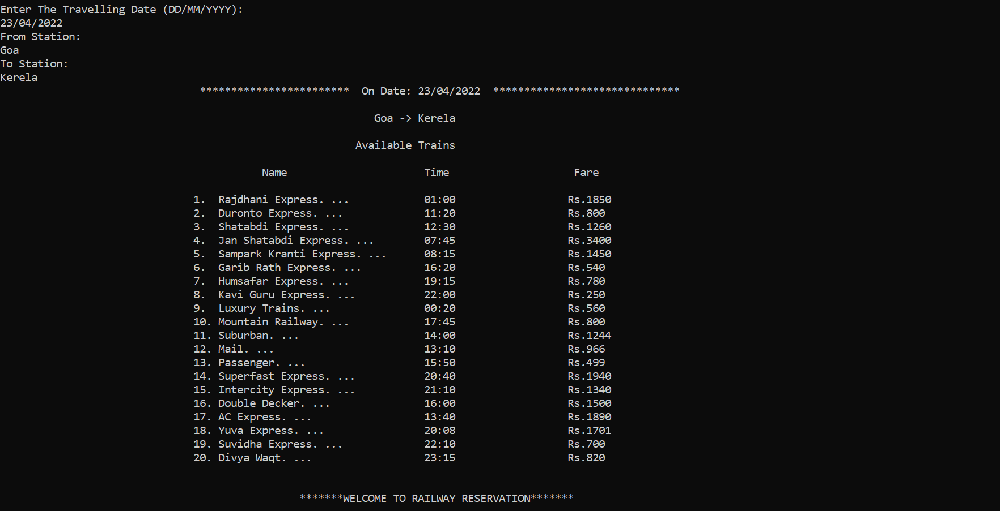 Enter The Travelling Date (DD/MM/YYYY):
23/04/2022
From Station:
Goa
To Station:
Kerela
************************  On Date: 23/04/2022  ******************************
Goa -> Kerela
Available Trains
Name Time Fare
1.  Rajdhani Express. ... 01:00 Rs.1850
2.  Duronto Express. ... 11:20 Rs.800
3.  Shatabdi Express. ... 12:30 Rs.1260
4.  Jan Shatabdi Express. ... 07:45 Rs.3400
5.  Sampark Kranti Express. ... 08:15 Rs.1450
6.  Garib Rath Express. ... 16:20 Rs.540
7.  Humsafar Express. ... 19:15 Rs.780
8.  Kavi Guru Express. ... 22:00 Rs.250
9.  Luxury Trains. ... 00:20 Rs.560
10. Mountain Railway. ... 17:45 Rs.800
11. Suburban. ... 14:00 Rs.1244
12. Mail. ... 13:10 Rs.966
13. Passenger. ... 15:50 Rs.499
14. Superfast Express. ... 20:40 Rs.1940
15. Intercity Express. ... 21:10 Rs.1340
16. Double Decker. ... 16:00 Rs.1500
17. AC Express. ... 13:40 Rs.1890
18. Yuva Express. ... 20:08 Rs.1701
19. Suvidha Express. ... 22:10 Rs.700
20. Divya Waqt. ... 23:15 Rs.820
*******WELCOME TO RAILWAY RESERVATION*******